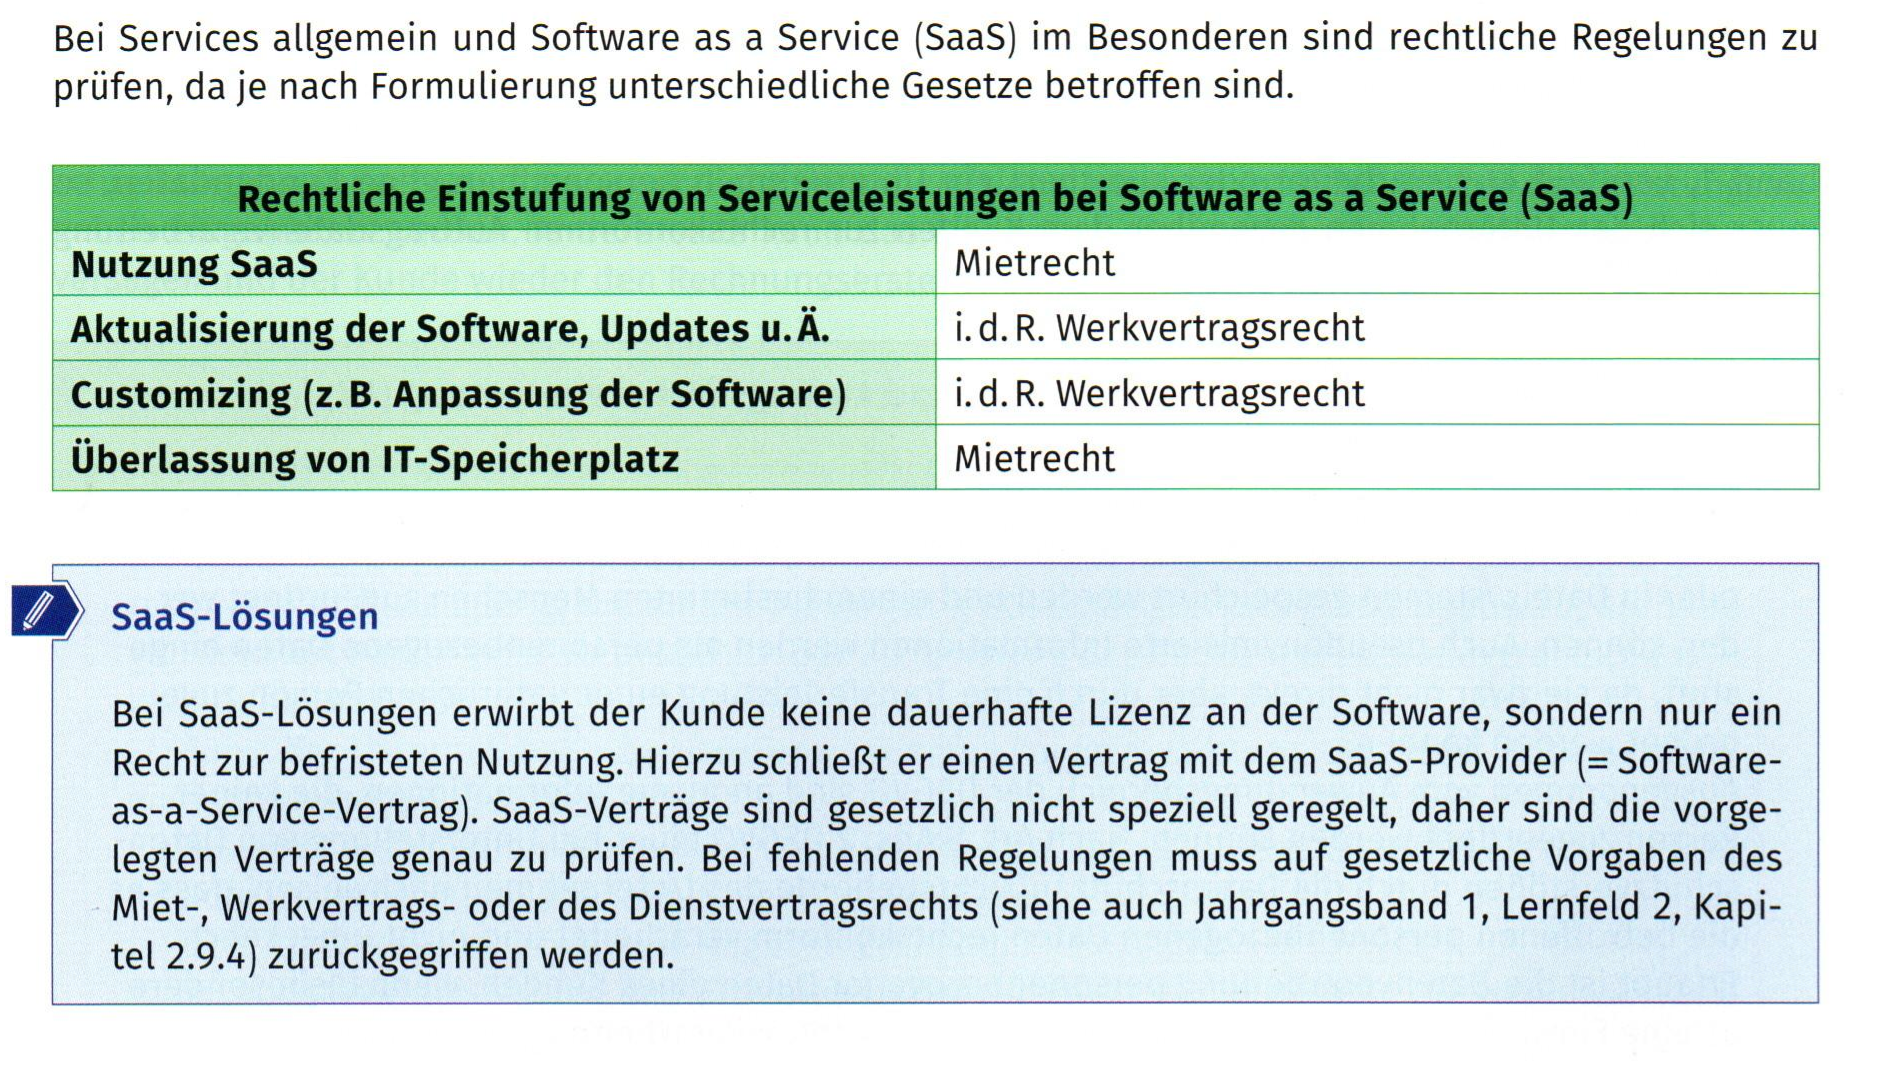 Bei Services allgemein und Software as a Service (SaaS) im Besonderen sind rechtliche Regelungen zu
prüfen, da je nach Formulierung unterschiedliche Gesetze betroffen sind.
Rechtliche Einstufung von Serviceleistungen bei Software as a Service (SaaS)
Nutzung SaaS Mietrecht
Aktualisierung der Software, Updates u. Ä. i. d. R. Werkvertragsrecht
Customizing (z. B. Anpassung der Software) i. d. R. Werkvertragsrecht
Überlassung von IT-Speicherplatz Mietrecht
SaaS-Lösungen
Bei SaaS-Lösungen erwirbt der Kunde keine dauerhafte Lizenz an der Software, sondern nur ein
Recht zur befristeten Nutzung. Hierzu schließt er einen Vertrag mit dem SaaS-Provider (= Software-
as-a-Service-Vertrag). SaaS-Verträge sind gesetzlich nicht speziell geregelt, daher sind die vorge-
legten Verträge genau zu prüfen. Bei fehlenden Regelungen muss auf gesetzliche Vorgaben des
Miet-, Werkvertrags- oder des Dienstvertragsrechts (siehe auch Jahrgangsband 1, Lernfeld 2, Kapi-
tel 2.9.4) zurückgegriffen werden.